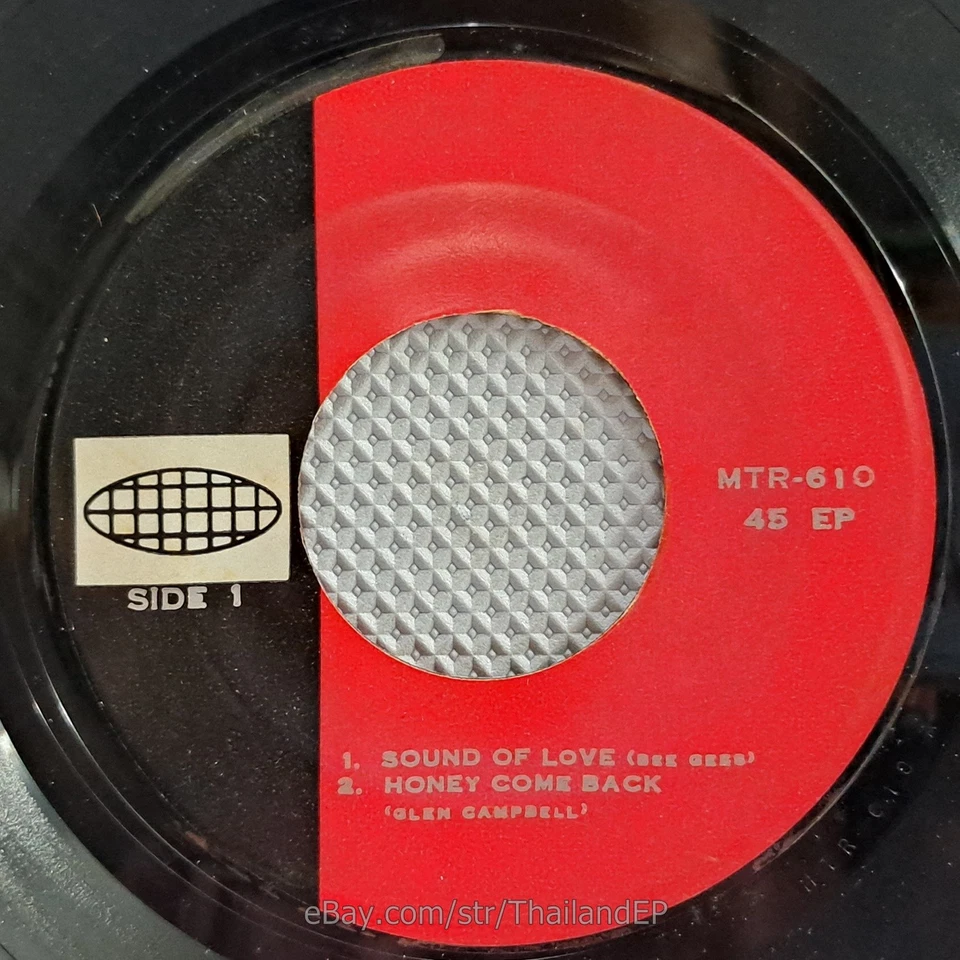 MTR-610
45 EP
SIDE 1
1. SOUND OF LOVE (BEE GEES)
2. HONEY COME BACK
(GLEN CAMPBELL)
eBay.com/str/ThailandEP